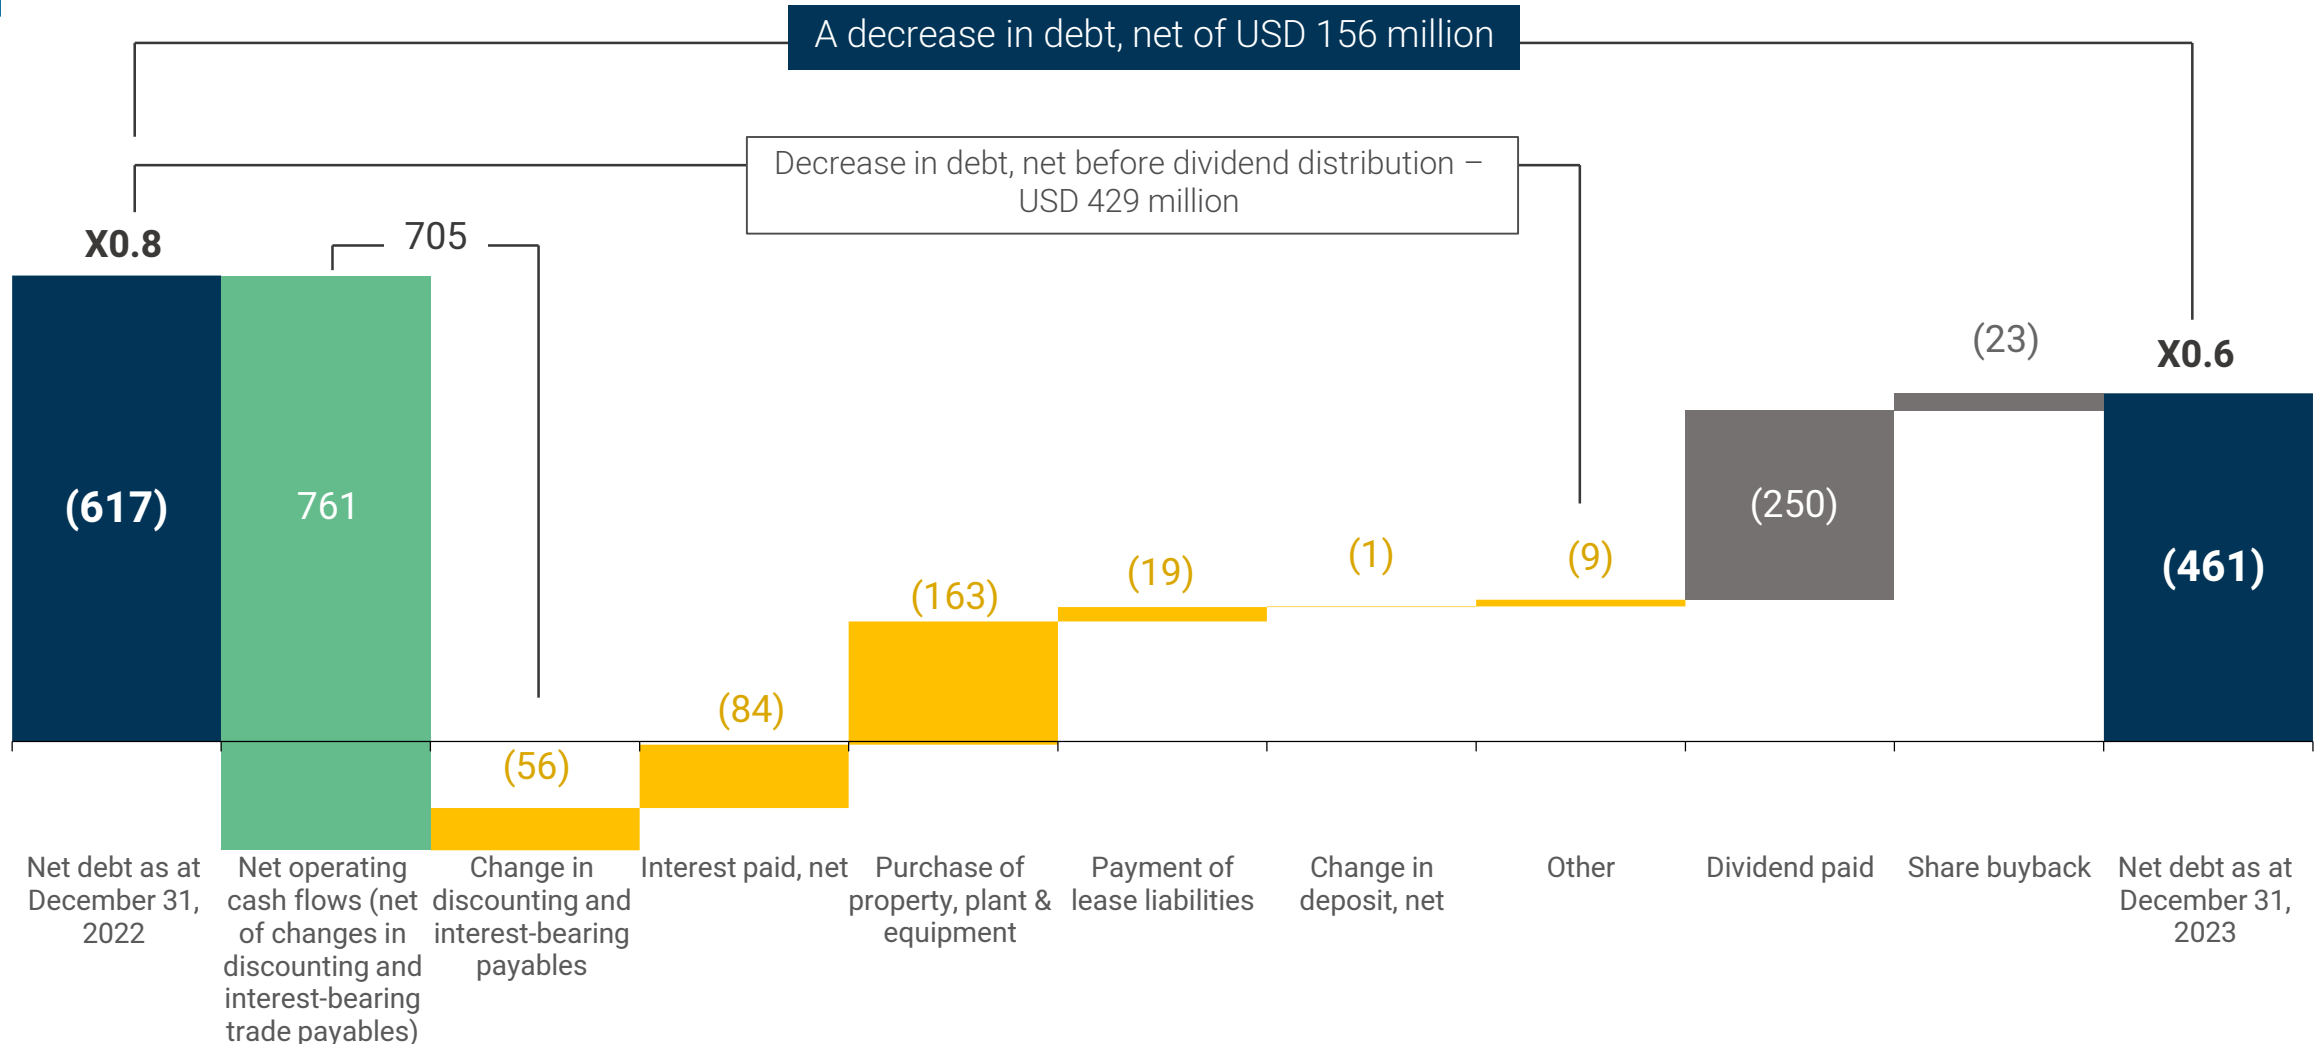 A decrease in debt, net of USD 156 million
Decrease in debt, net before dividend distribution –
USD 429 million
X0.8
705
(23)
X0.6
(617)
761
(250)
(461)
(163)
(19)
(1)
(9)
(84)
(56)
Net debt as at
December 31,
2022
Net operating
cash flows (net
of changes in
discounting and
interest-bearing
trade payables)
Change in
discounting and
interest-bearing
payables
Interest paid, net
Purchase of
property, plant &
equipment
Payment of
lease liabilities
Change in
deposit, net
Other
Dividend paid
Share buyback
Net debt as at
December 31,
2023